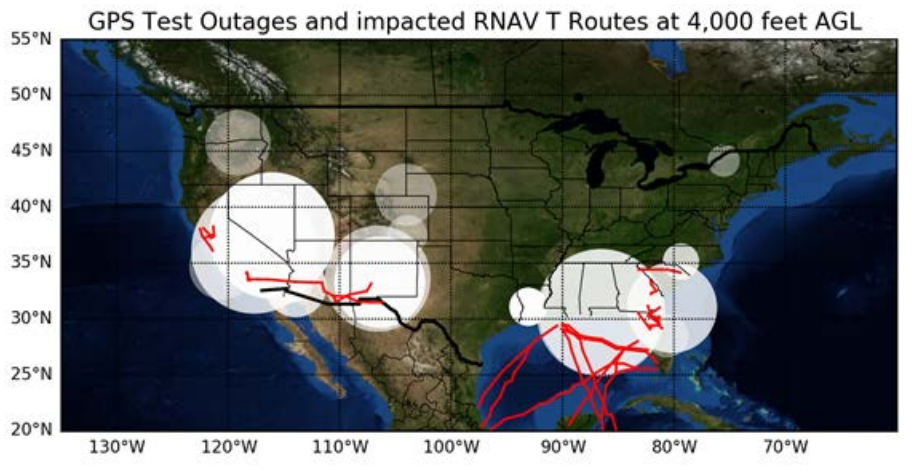 GPS Test Outages and impacted RNAV T Routes at 4,000 feet AGL
55°N
50°N
45°N
40°N
35°N
30°N
25°N
20°N
130°W 120°W 110°W 100°W 90°W 80°W 70°W